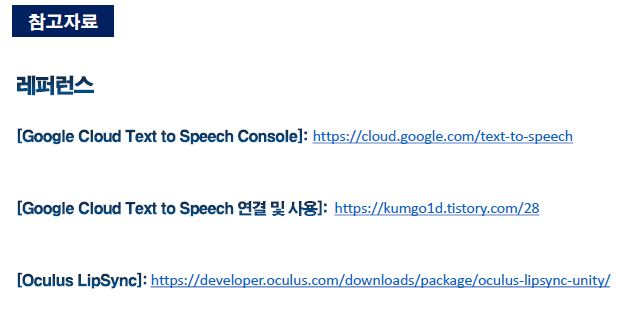 참고자료
레퍼런스
[Google Cloud Text to Speech Console]: https://cloud.google.com/text-to-speech
[Google Cloud Text to Speech 연결 및 사용]: https://kumgo1d.tistory.com/28
[Oculus LipSync]: https://developer.oculus.com/downloads/package/oculus-lipsync-unity/